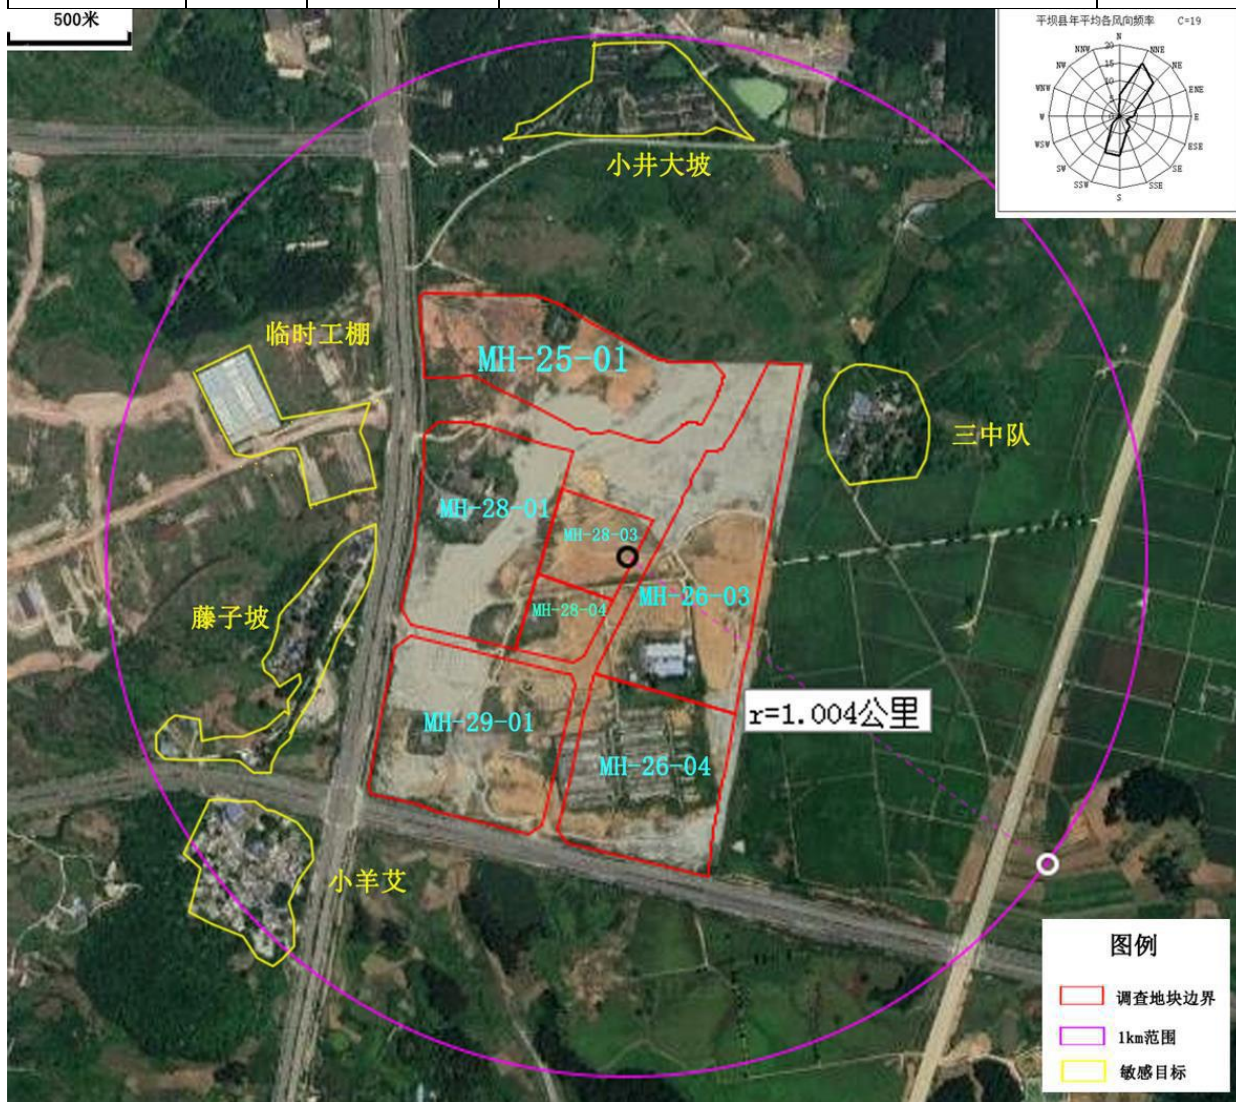 500米
平坝县年平均各风向频率 C=19
N
NNW
NNE
NW
NE
WNW
ENE
W
E
WSW
ESE
SW
SE
SSW
SSE
S
20
15
10
小井大坡
临时工棚
MH-25-01
三中队
MH-28-01
MH-28-03
MH-26-03
MH-28-04
藤子坡
r=1.004公里
MH-29-01
MH-26-04
小羊艾
图例
调查地块边界
1km范围
敏感目标